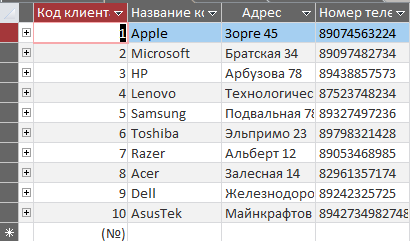 Код клиент Название ко Адрес Номер теле
1 Apple Зорге 45 89074563224
2 Microsoft Братская 34 89097482734
3 HP Арбузова 78 89438857573
4 Lenovo Технологичес 87523748234
5 Samsung Подвальная 78 89327497236
6 Toshiba Эльпримо 23 89798321428
7 Razer Альберт 12 89053468985
8 Acer Залесная 14 82961357174
9 Dell Железнодоро 89242325725
10 AsusTek Майнкрафтов 8942734982748
(№)